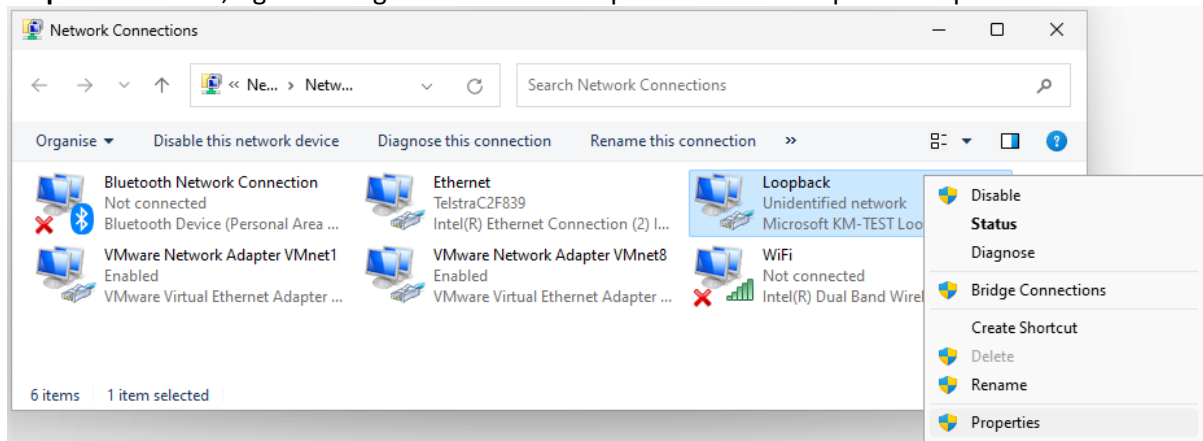 Network Connections
« Ne... › Netw...
Search Network Connections
Organise
Disable this network device
Diagnose this connection
Rename this connection
»
Bluetooth Network Connection
Not connected
Bluetooth Device (Personal Area ...
Ethernet
TelstraC2F839
Intel(R) Ethernet Connection (2) I...
Loopback
Unidentified network
Microsoft KM-TEST Loo
VMware Network Adapter VMnet1
Enabled
VMware Virtual Ethernet Adapter ...
VMware Network Adapter VMnet8
Enabled
VMware Virtual Ethernet Adapter ...
WiFi
Not connected
Intel(R) Dual Band Wirel
Disable
Status
Diagnose
Bridge Connections
Create Shortcut
Delete
Rename
Properties
6 items
1 item selected